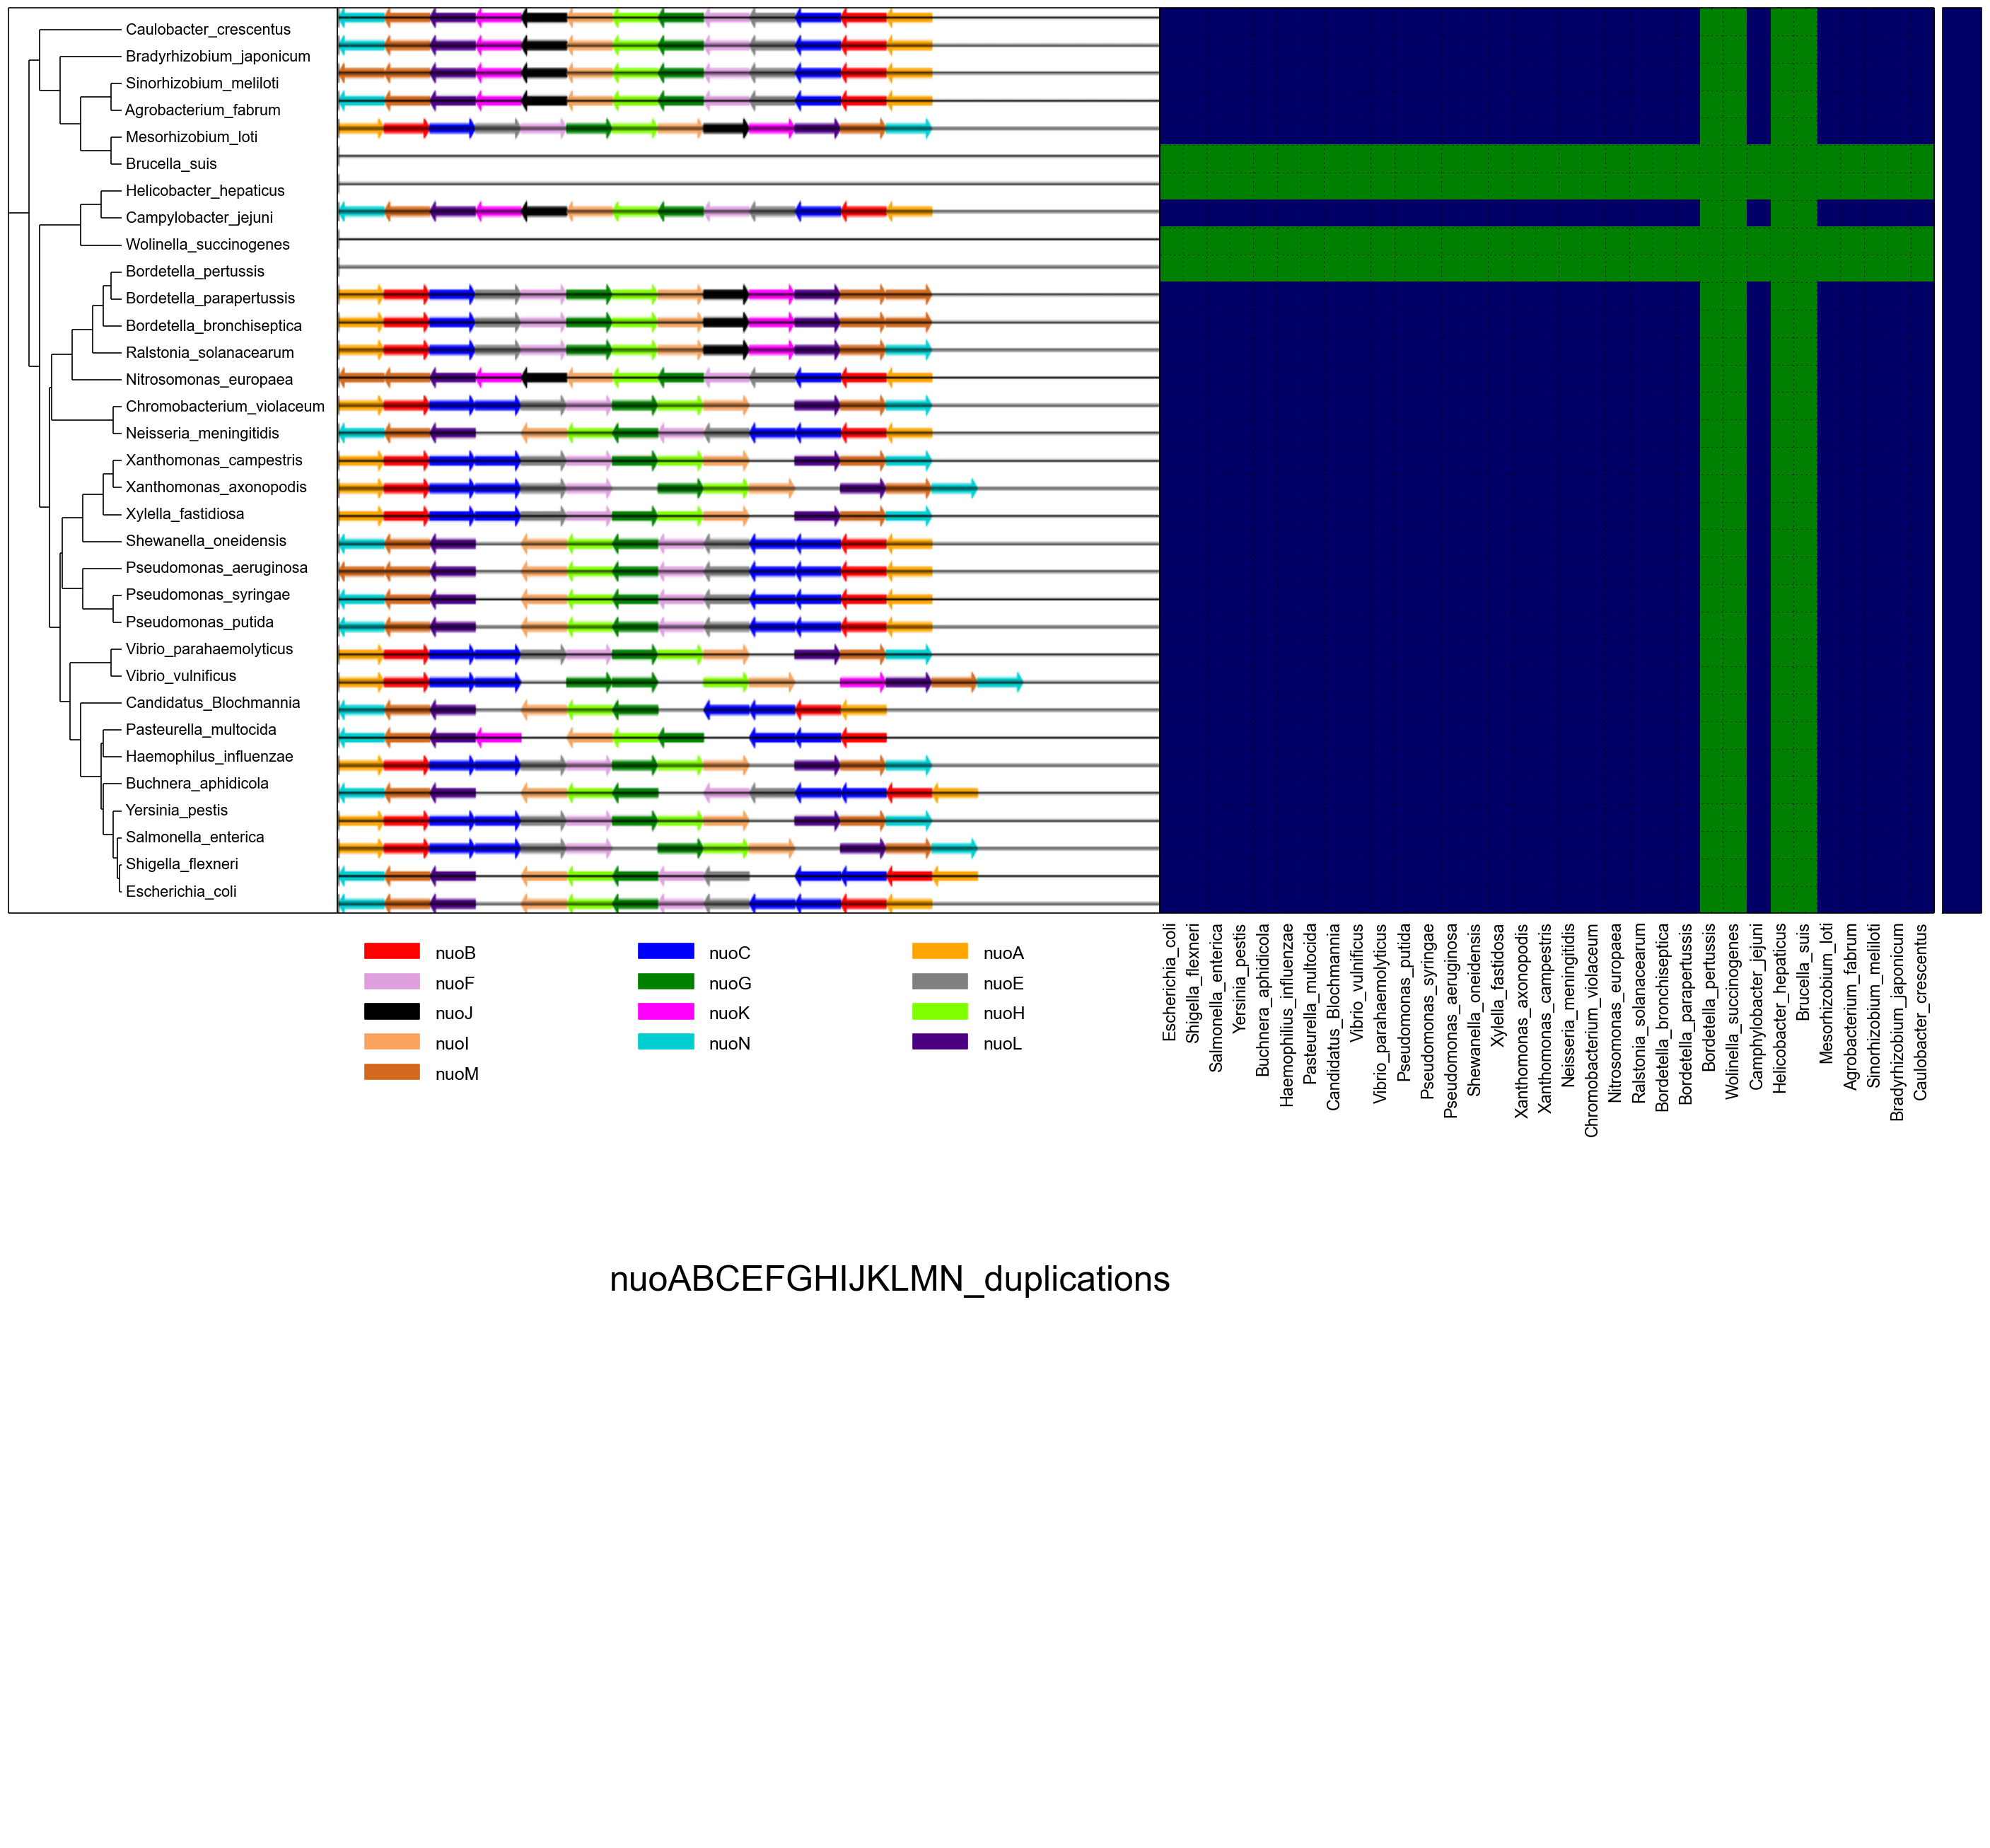 Caulobacter_crescentus
Bradyrhizobium_japonicum
Sinorhizobium_meliloti
Agrobacterium_fabrum
Mesorhizobium_loti
Brucella_suis
Helicobacter_hepaticus
Campylobacter_jejuni
Wolinella_succinogenes
Bordetella_pertussis
Bordetella_parapertussis
Bordetella_bronchiseptica
Ralstonia_solanacearum
Nitrosomonas_europaea
Chromobacterium_violaceum
Neisseria_meningitidis
Xanthomonas_campestris
Xanthomonas_axonopodis
Xylella_fastidiosa
Shewanella_oneidensis
Pseudomonas_aeruginosa
Pseudomonas_syringae
Pseudomonas_putida
Vibrio_parahaemolyticus
Vibrio_vulnificus
Candidatus_Blochmannia
Pasteurella_multocida
Haemophilus_influenzae
Buchnera_aphidicola
Yersinia_pestis
Salmonella_enterica
Shigella_flexneri
Escherichia_coli
Escherichia_coli
Shigella_flexneri
Salmonella_enterica
Yersinia_pestis
Buchnera_aphidicola
Haemophilus_influenzae
Pasteurella_multocida
Candidatus_Blochmannia
Vibrio_vulnificus
Vibrio_parahaemolyticus
Pseudomonas_putida
Pseudomonas_syringae
Pseudomonas_aeruginosa
Shewanella_oneidensis
Xylella_fastidiosa
Xanthomonas_axonopodis
Xanthomonas_campestris
Neisseria_meningitidis
Chromobacterium_violaceum
Nitrosomonas_europaea
Ralstonia_solanacearum
Bordetella_bronchiseptica
Bordetella_parapertussis
Bordetella_pertussis
Wolinella_succinogenes
Camphylobacter_jejuni
Helicobacter_hepaticus
Brucella_suis
Mesorhizobium_loti
Agrobacterium_fabrum
Sinorhizobium_meliloti
Bradyrhizobium_japonicum
Caulobacter_crescentus
nuoB nuoC nuoA
nuoF nuoG nuoE
nuoJ nuoK nuoH
nuoI nuoN nuoL
nuoM
nuoABCEFGHIJKLMN_duplications